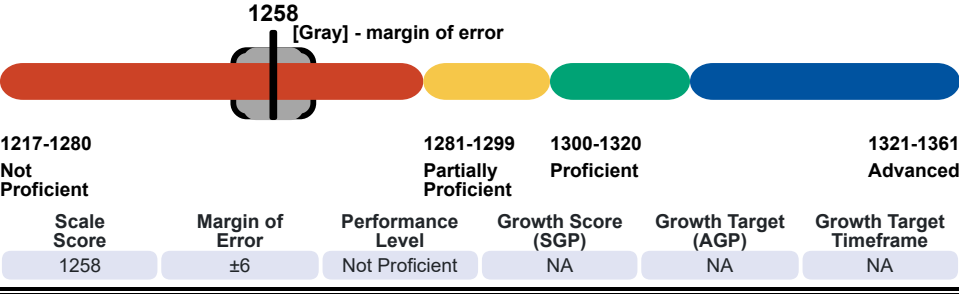 1258
[Gray] - margin of error
1217-1280 1281-1299 1300-1320 1321-1361
Not Partially Proficient Advanced
Proficient Proficient
Scale Margin of Performance Growth Score Growth Target Growth Target
Score Error Level (SGP) (AGP) Timeframe
1258 ±6 Not Proficient NA NA NA